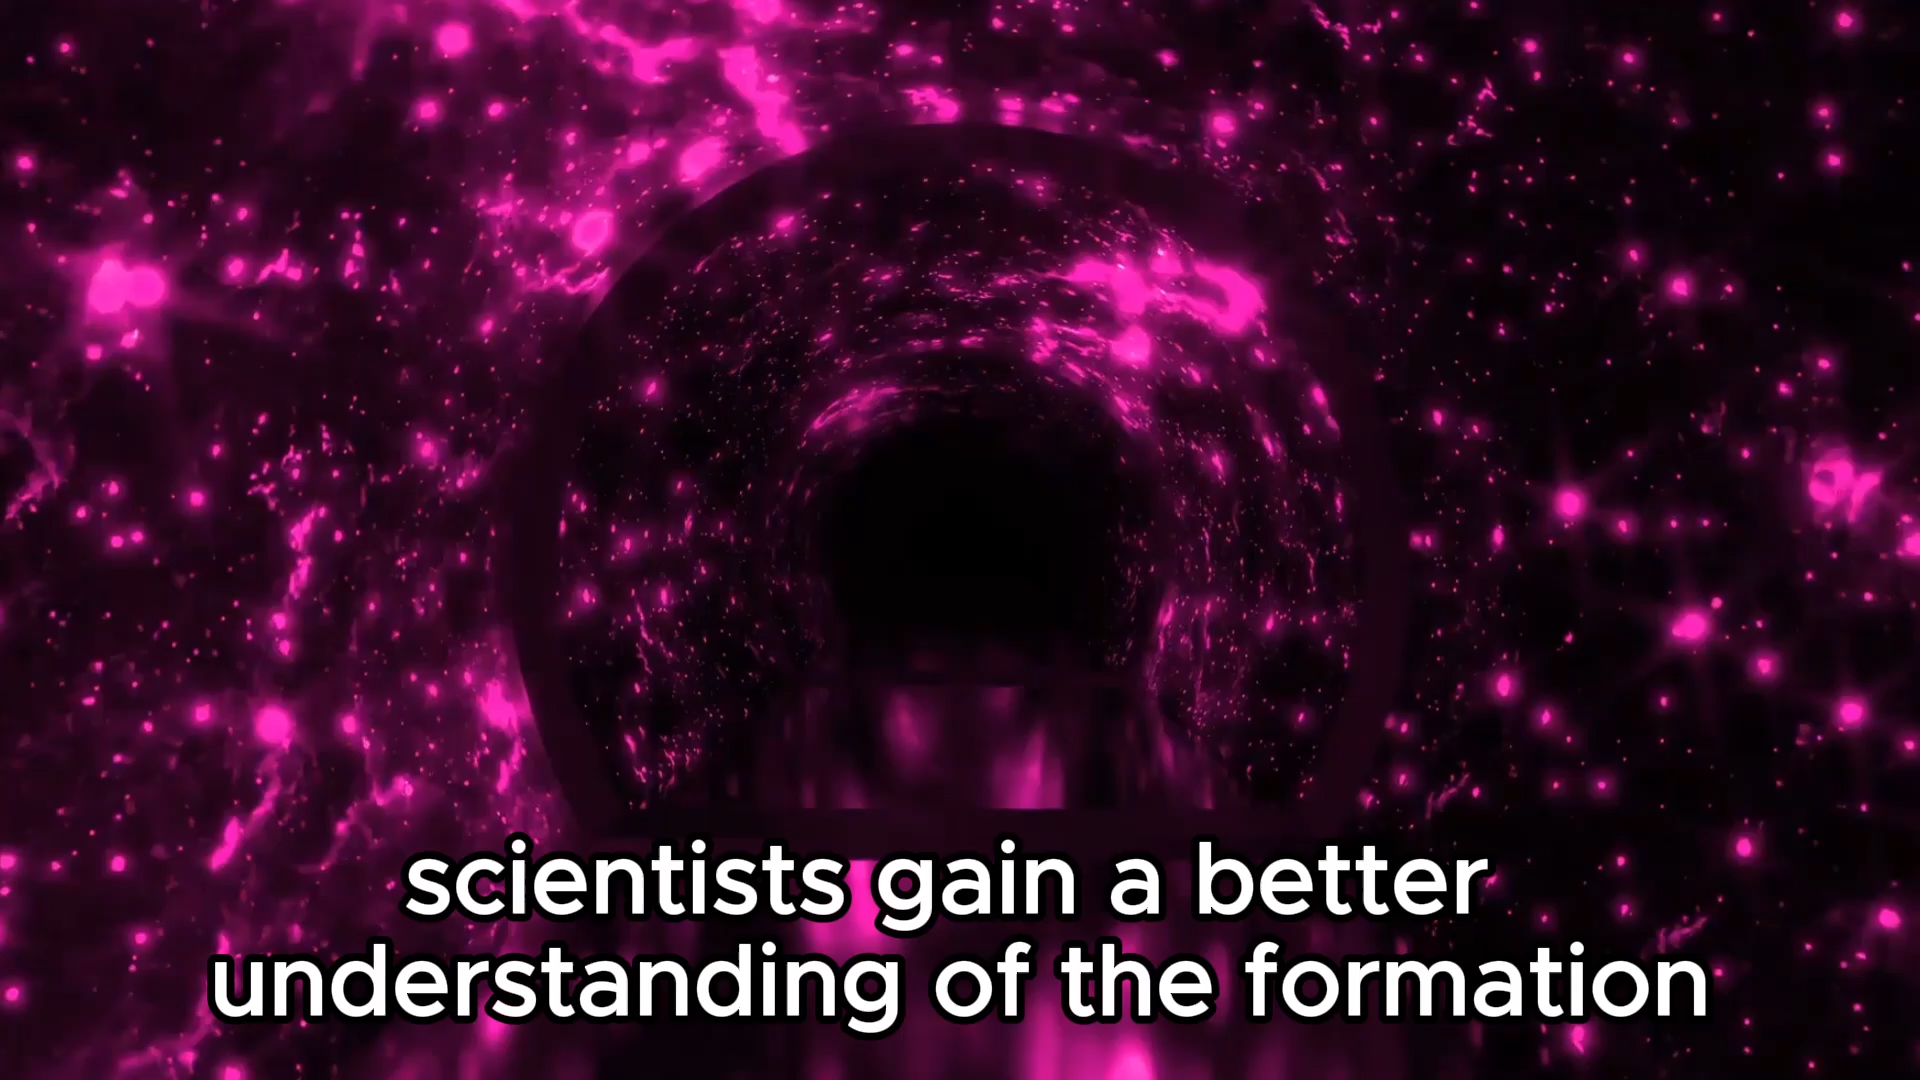 scientists gain a better
understanding of the formation